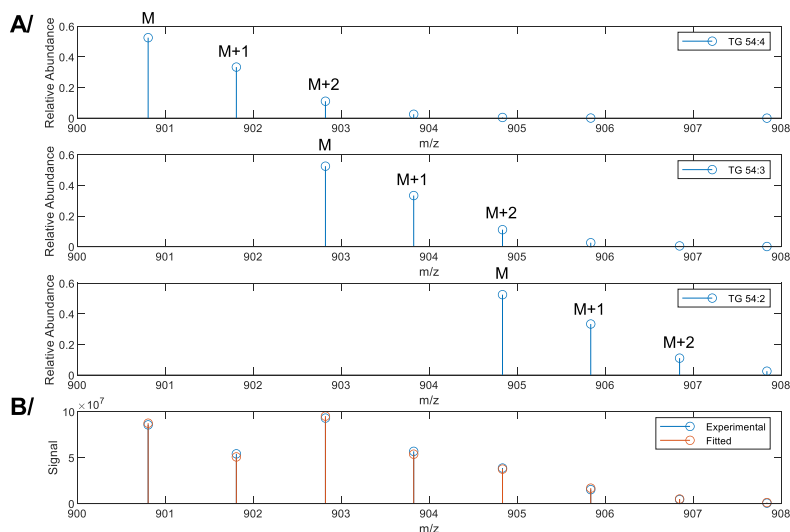 A/
M
M+1
M+2
TG 54:4
Relative Abundance
0.6
0.4
0.2
0
900 901 902 903 904 905 906 907 908
m/z
M
M+1
M+2
TG 54:3
Relative Abundance
0.6
0.4
0.2
0
900 901 902 903 904 905 906 907 908
m/z
M
M+1
M+2
TG 54:2
Relative Abundance
0.6
0.4
0.2
0
900 901 902 903 904 905 906 907 908
m/z
B/
×10^7
Experimental
Fitted
Signal
10
5
0
900 901 902 903 904 905 906 907 908
m/z